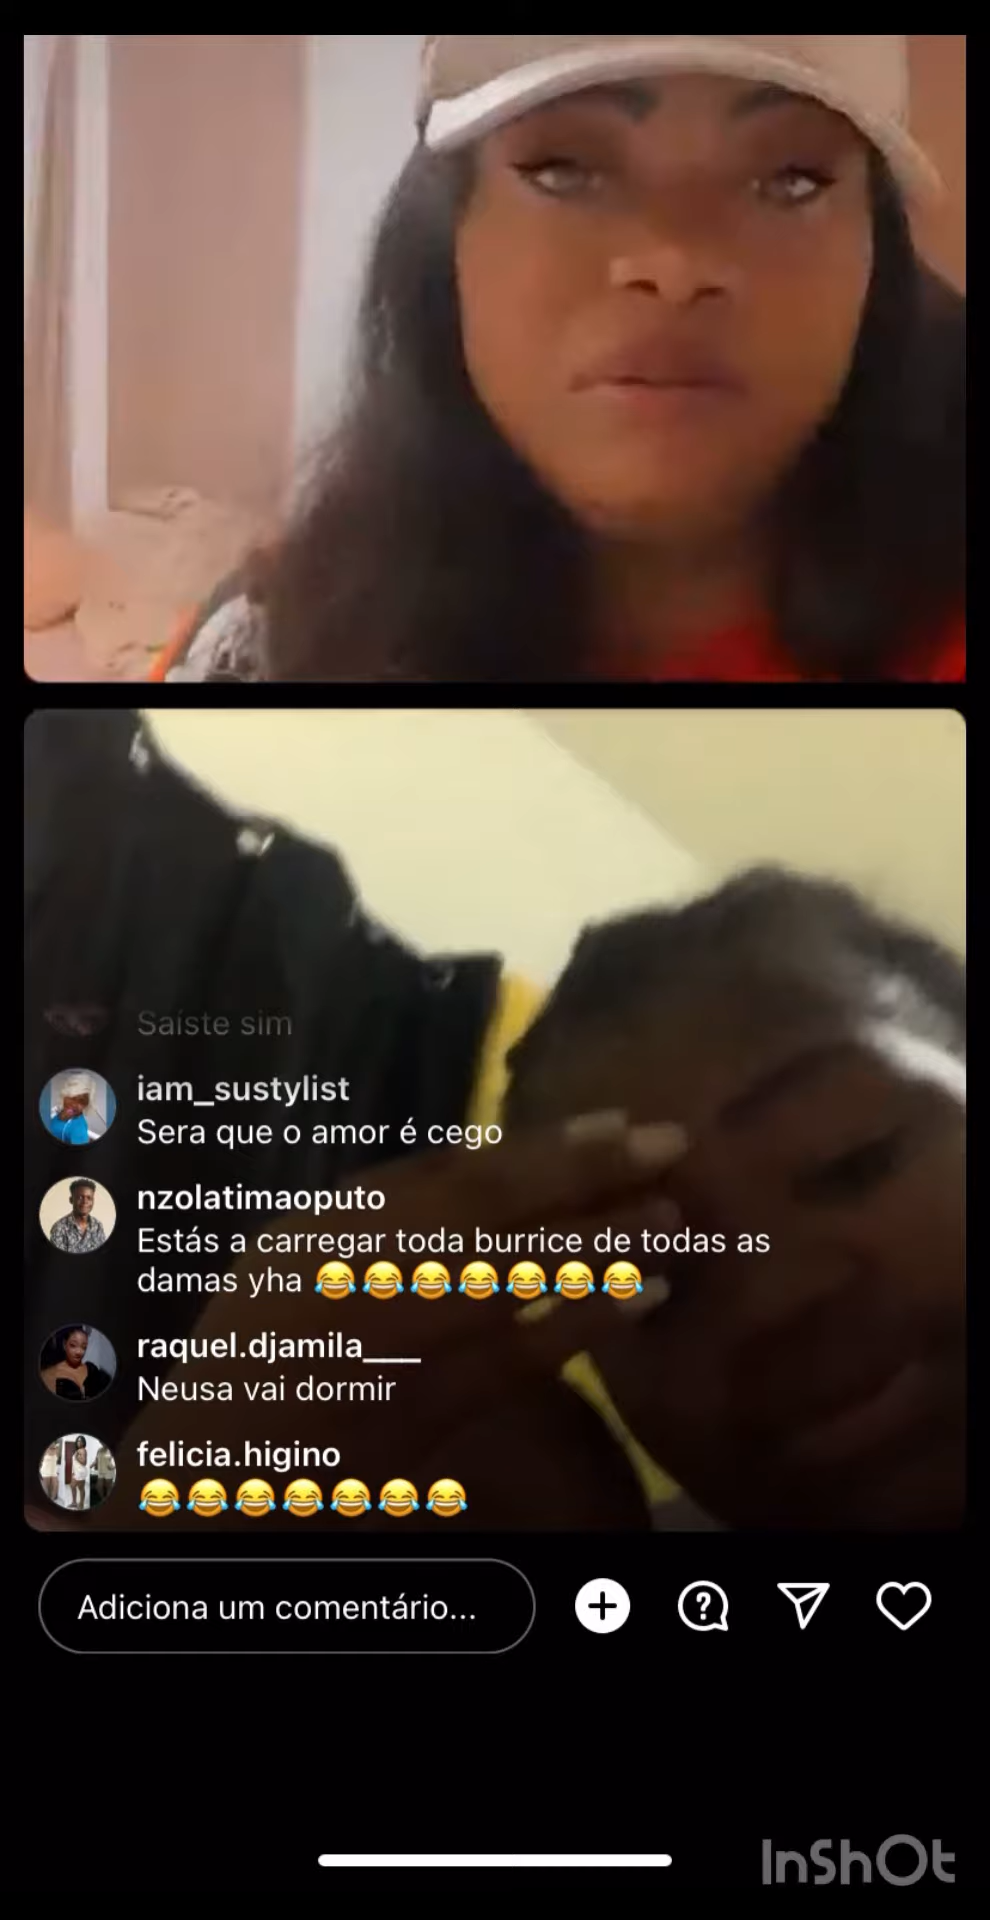 Saíste sim
iam_sustylist
Sera que o amor é cego
nzolatimaoputo
Estás a carregar toda burrice de todas as
damas yha 😂😂😂😂😂😂😂
raquel.djamila___
Neusa vai dormir
felicia.higino
😂😂😂😂😂😂😂
Adiciona um comentário...
InShOt